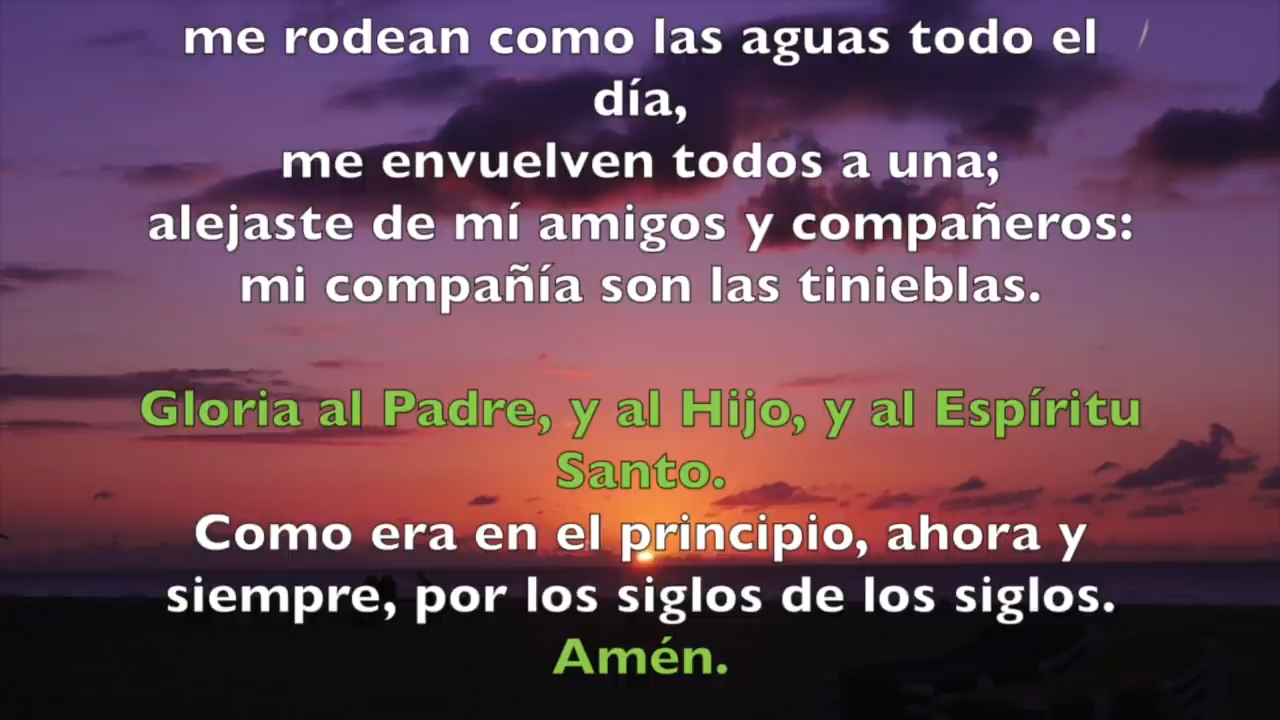 me rodean como las aguas todo el
día,
me envuelven todos a una;
alejaste de mí amigos y compañeros:
mi compañía son las tinieblas.
Gloria al Padre, y al Hijo, y al Espíritu
Santo.
Como era en el principio, ahora y
siempre, por los siglos de los siglos.
Amén.